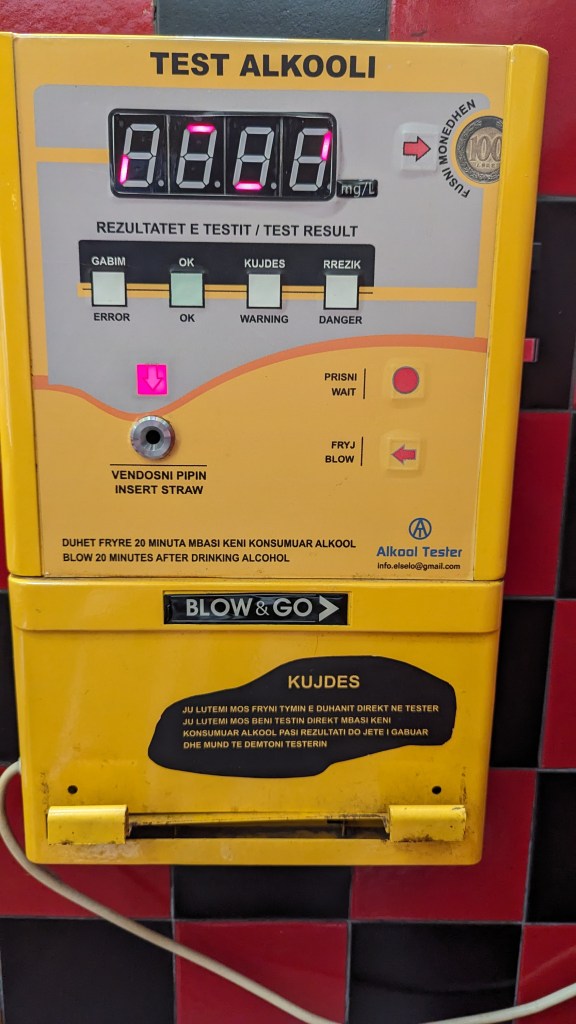 TEST ALKOOLI
mg/L
FUSNI MONEDHEN
100
REZULTATET E TESTIT / TEST RESULT
GABIM OK KUJDES RREZIK
ERROR OK WARNING DANGER
PRISNI
WAIT
FRYJ
BLOW
VENDOSNI PIPIN
INSERT STRAW
DUHET FRYRE 20 MINUTA MBASI KENI KONSUMUAR ALKOOL
BLOW 20 MINUTES AFTER DRINKING ALCOHOL
Alkool Tester
info.elselo@gmail.com
BLOW & GO
KUJDES
JU LUTEMI MOS FRYNI TYMIN E DUHANIT DIREKT NE TESTER
JU LUTEMI MOS BENI TESTIN DIREKT MBASI KENI
KONSUMUAR ALKOOL PASI REZULTATI DO JETE I GABUAR
DHE MUND TE DEMTONI TESTERIN